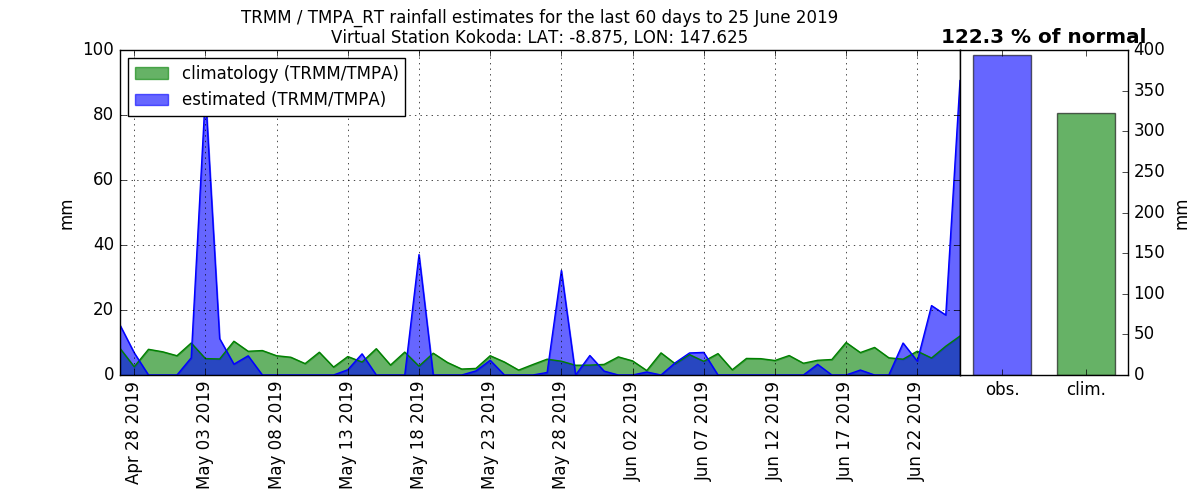 TRMM / TMPA_RT rainfall estimates for the last 60 days to 25 June 2019
Virtual Station Kokoda: LAT: -8.875, LON: 147.625
122.3 % of normal
climatology (TRMM/TMPA)
estimated (TRMM/TMPA)
mm
100
80
60
40
20
0
Apr 28 2019
May 03 2019
May 08 2019
May 13 2019
May 18 2019
May 23 2019
May 28 2019
Jun 02 2019
Jun 07 2019
Jun 12 2019
Jun 17 2019
Jun 22 2019
obs.
clim.
400
350
300
250
200
150
100
50
0
mm